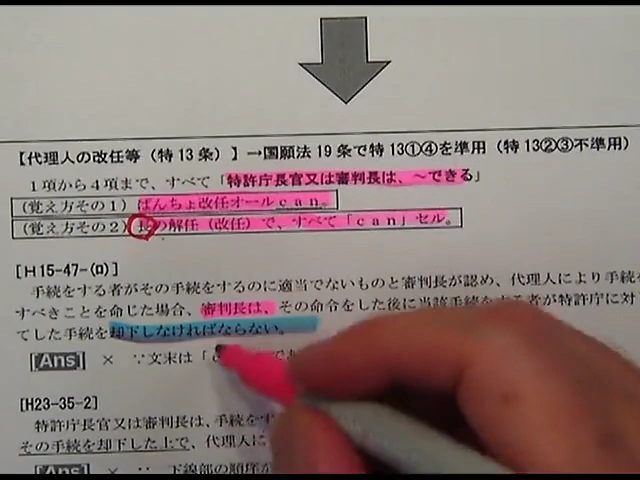 【代理人の改任等（特13条）】→国願法19条で特13①④を準用（特13②③不準用）
１項から４項まで、すべて「特許庁長官又は審判長は、～できる」
（覚え方その１）ばんちょ改任オールcan。
（覚え方その２）長の解任（改任）で、すべて「can」セル。
［H15-47-(ロ)］
手続をする者がその手続をするのに適当でないものと審判長が認め、代理人により手続を
すべきことを命じた場合、審判長は、その命令をした後に当該手続をする者が特許庁に対
てした手続を却下しなければならない。
[Ans] × ∵文末は「
[H23-35-2]
特許庁長官又は審判長は、手続をす
その手続を却下した上で、代理人に
[Ans] × ∵ 下線部の順序が